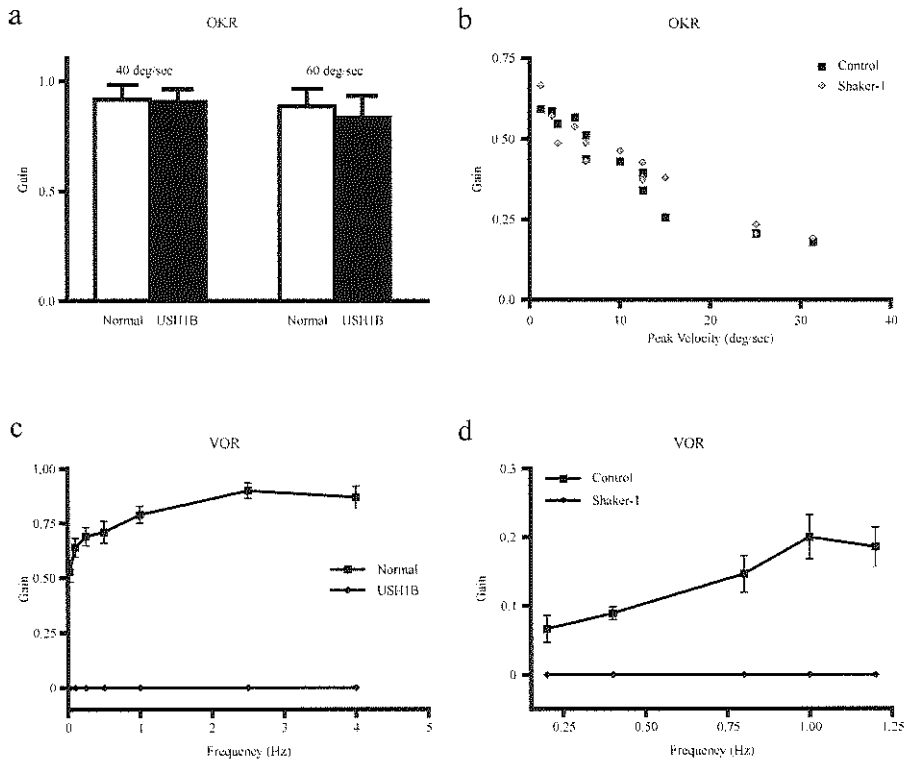 a
OKR
40 deg/sec
60 deg/sec
1.0
0.5
0.0
Gain
Normal USH1B
Normal USH1B
b
OKR
Control
Shaker-1
0.75
0.50
0.25
0.0
Gain
0 10 20 30 40
Peak Velocity (deg/sec)
c
VOR
1.00
0.75
0.50
0.25
0
Gain
Normal
USH1B
0 1 2 3 4 5
Frequency (Hz)
d
VOR
Control
Shaker-1
0.3
0.2
0.1
0
Gain
0.25 0.50 0.75 1.00 1.25
Frequency (Hz)